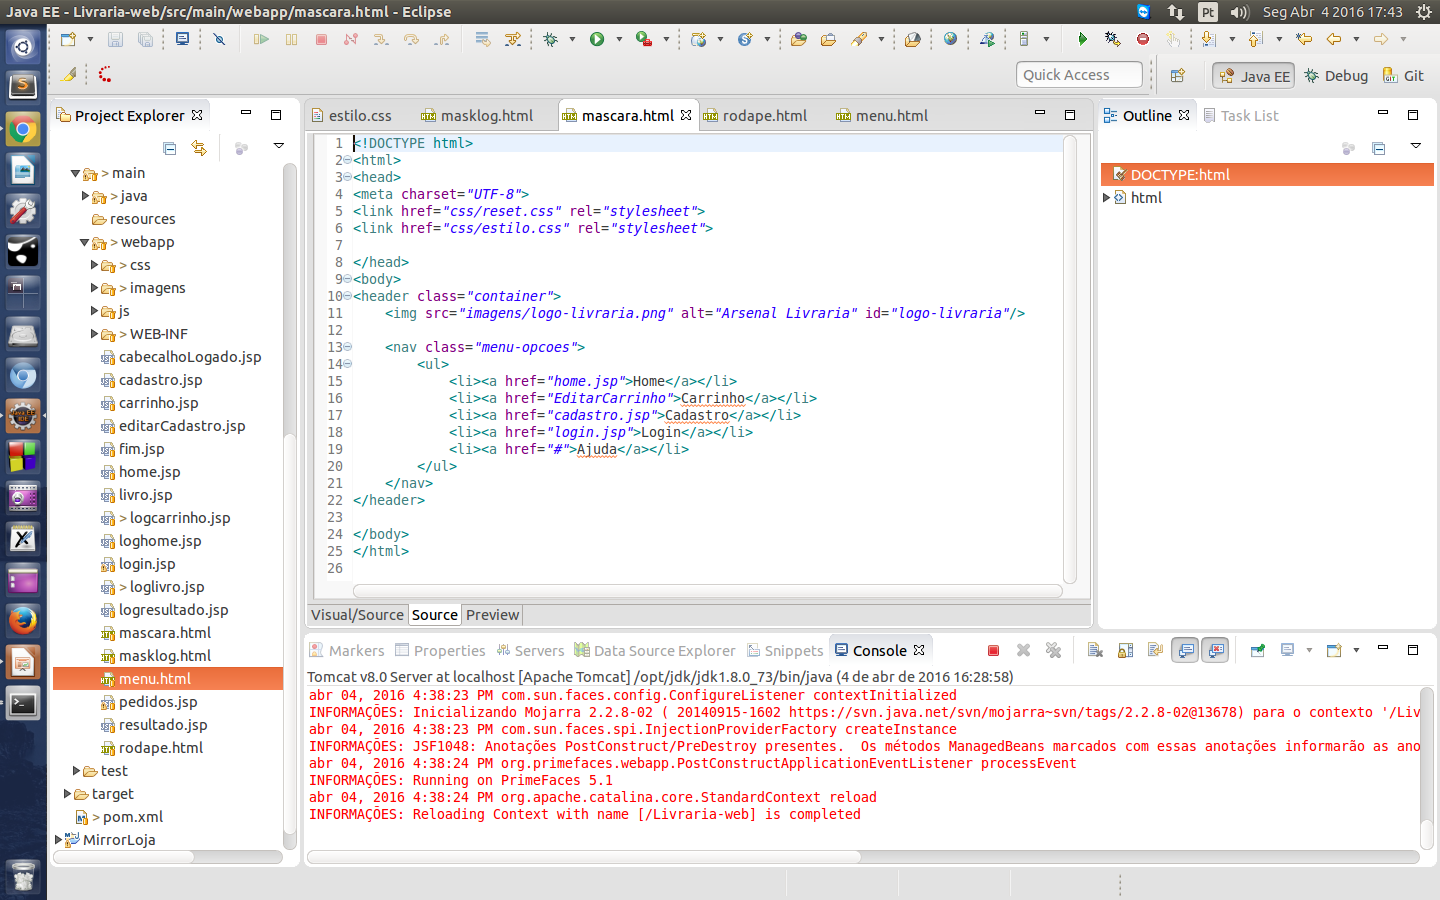 Java EE - Livraria-web/src/main/webapp/mascara.html - Eclipse
Pt
Seg Abr  4 2016 17:43
Quick Access
Java EE
Debug
Git
Project Explorer
> main
> java
resources
> webapp
> css
> imagens
js
> WEB-INF
cabecalhoLogado.jsp
cadastro.jsp
carrinho.jsp
editarCadastro.jsp
fim.jsp
home.jsp
livro.jsp
> logcarrinho.jsp
loghome.jsp
login.jsp
> loglivro.jsp
logresultado.jsp
mascara.html
masklog.html
menu.html
pedidos.jsp
resultado.jsp
rodape.html
test
target
> pom.xml
MirrorLoja
estilo.css
masklog.html
mascara.html
rodape.html
menu.html
1 <!DOCTYPE html>
2 <html>
3 <head>
4 <meta charset="UTF-8">
5 <link href="css/reset.css" rel="stylesheet">
6 <link href="css/estilo.css" rel="stylesheet">
7
8 </head>
9 <body>
10 <header class="container">
11     <img src="imagens/logo-livraria.png" alt="Arsenal Livraria" id="logo-livraria"/>
12
13     <nav class="menu-opcoes">
14         <ul>
15             <li><a href="home.jsp">Home</a></li>
16             <li><a href="EditarCarrinho">Carrinho</a></li>
17             <li><a href="cadastro.jsp">Cadastro</a></li>
18             <li><a href="login.jsp">Login</a></li>
19             <li><a href="#">Ajuda</a></li>
20         </ul>
21     </nav>
22 </header>
23
24 </body>
25 </html>
26
Visual/Source
Source
Preview
Outline
Task List
DOCTYPE:html
html
Markers
Properties
Servers
Data Source Explorer
Snippets
Console
Tomcat v8.0 Server at localhost [Apache Tomcat] /opt/jdk/jdk1.8.0_73/bin/java (4 de abr de 2016 16:28:58)
abr 04, 2016 4:38:23 PM com.sun.faces.config.ConfigureListener contextInitialized
INFORMAÇÕES: Inicializando Mojarra 2.2.8-02 ( 20140915-1602 https://svn.java.net/svn/mojarra~svn/tags/2.2.8-02@13678) para o contexto '/Liv
abr 04, 2016 4:38:23 PM com.sun.faces.spi.InjectionProviderFactory createInstance
INFORMAÇÕES: JSF1048: Anotações PostConstruct/PreDestroy presentes.  Os métodos ManagedBeans marcados com essas anotações informarão as ano
abr 04, 2016 4:38:24 PM org.primefaces.webapp.PostConstructApplicationEventListener processEvent
INFORMAÇÕES: Running on PrimeFaces 5.1
abr 04, 2016 4:38:24 PM org.apache.catalina.core.StandardContext reload
INFORMAÇÕES: Reloading Context with name [/Livraria-web] is completed